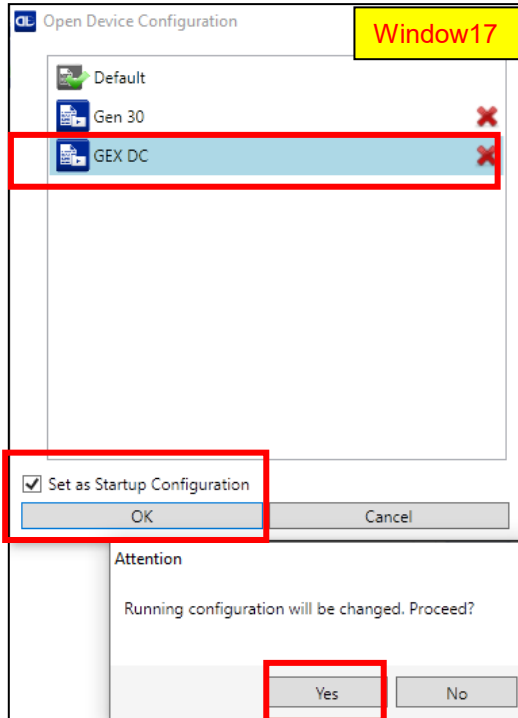 Open Device Configuration
Window17
Default
Gen 30
GEX DC
Set as Startup Configuration
OK
Cancel
Attention
Running configuration will be changed. Proceed?
Yes
No